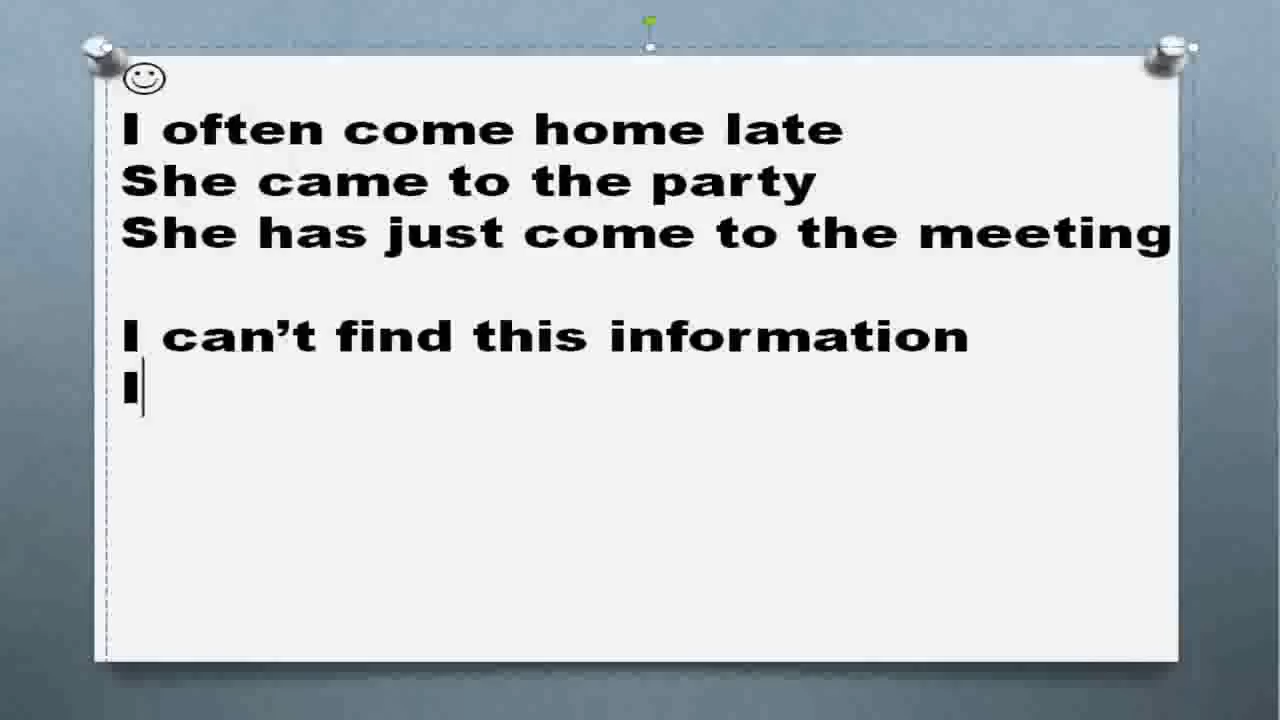 I often come home late
She came to the party
She has just come to the meeting
I can’t find this information
I